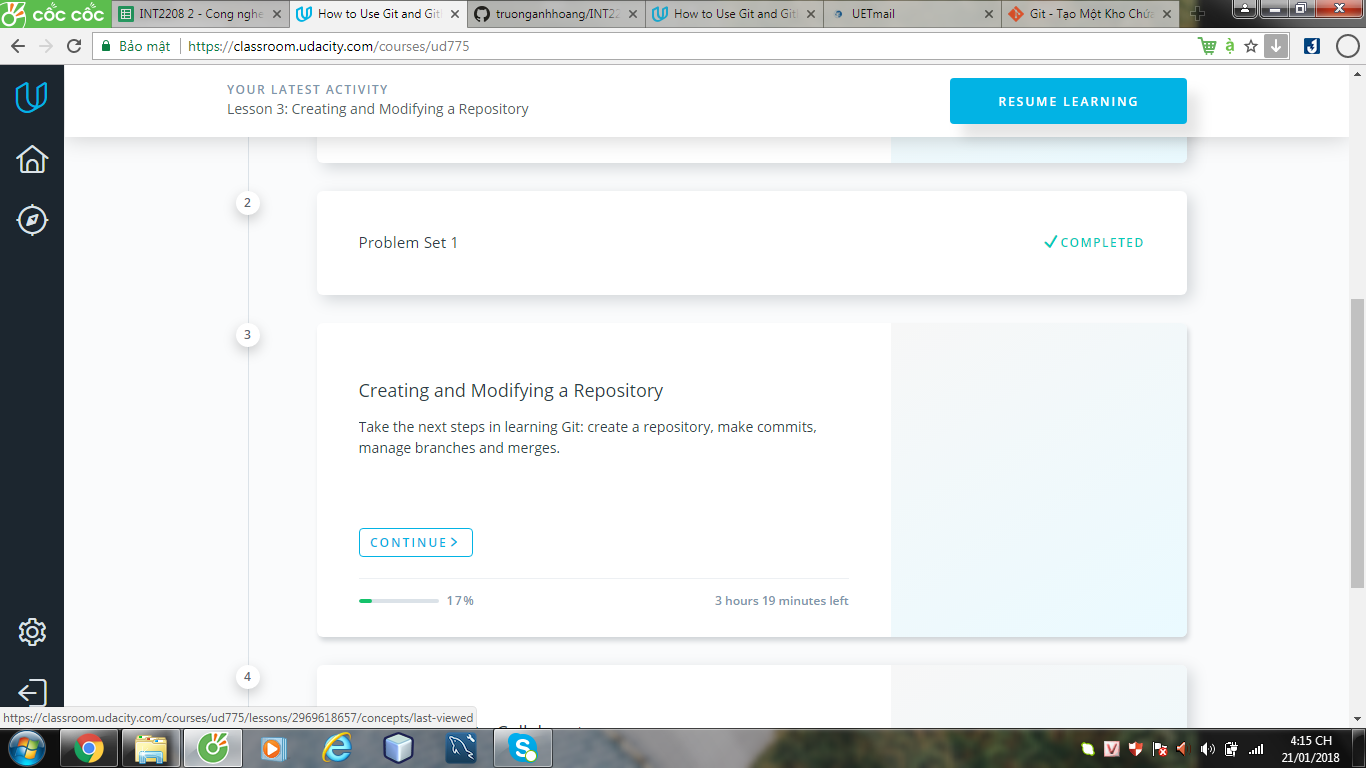 cốc cốc
INT2208 2 - Cong nghe
How to Use Git and Git
truonganhhoang/INT22
How to Use Git and Git
UETmail
Git - Tạo Một Kho Chứa
Bảo mật
https://classroom.udacity.com/courses/ud775
YOUR LATEST ACTIVITY
Lesson 3: Creating and Modifying a Repository
RESUME LEARNING
2
Problem Set 1
COMPLETED
3
Creating and Modifying a Repository
Take the next steps in learning Git: create a repository, make commits,
manage branches and merges.
CONTINUE
17%
3 hours 19 minutes left
4
https://classroom.udacity.com/courses/ud775/lessons/2969618657/concepts/last-viewed
4:15 CH
21/01/2018